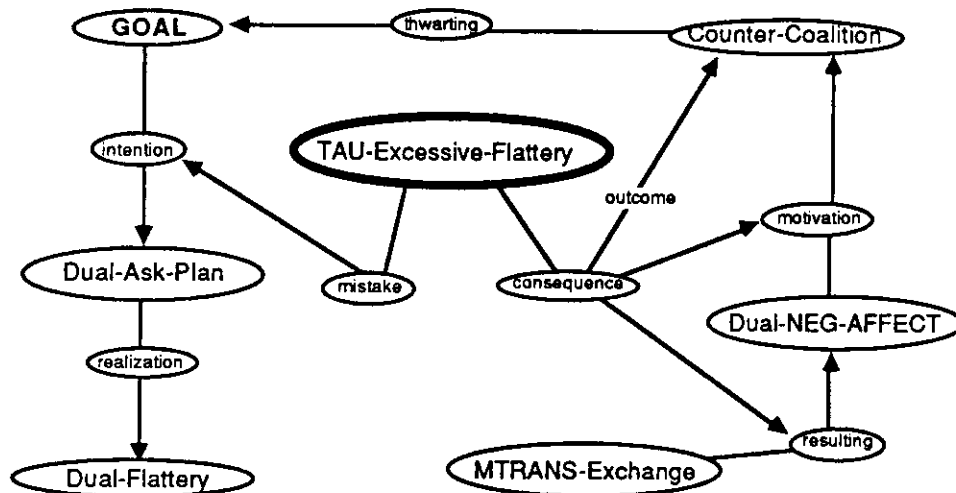 GOAL
thwarting
Counter-Coalition
intention
TAU-Excessive-Flattery
outcome
motivation
Dual-Ask-Plan
mistake
consequence
Dual-NEG-AFFECT
realization
resulting
Dual-Flattery
MTRANS-Exchange